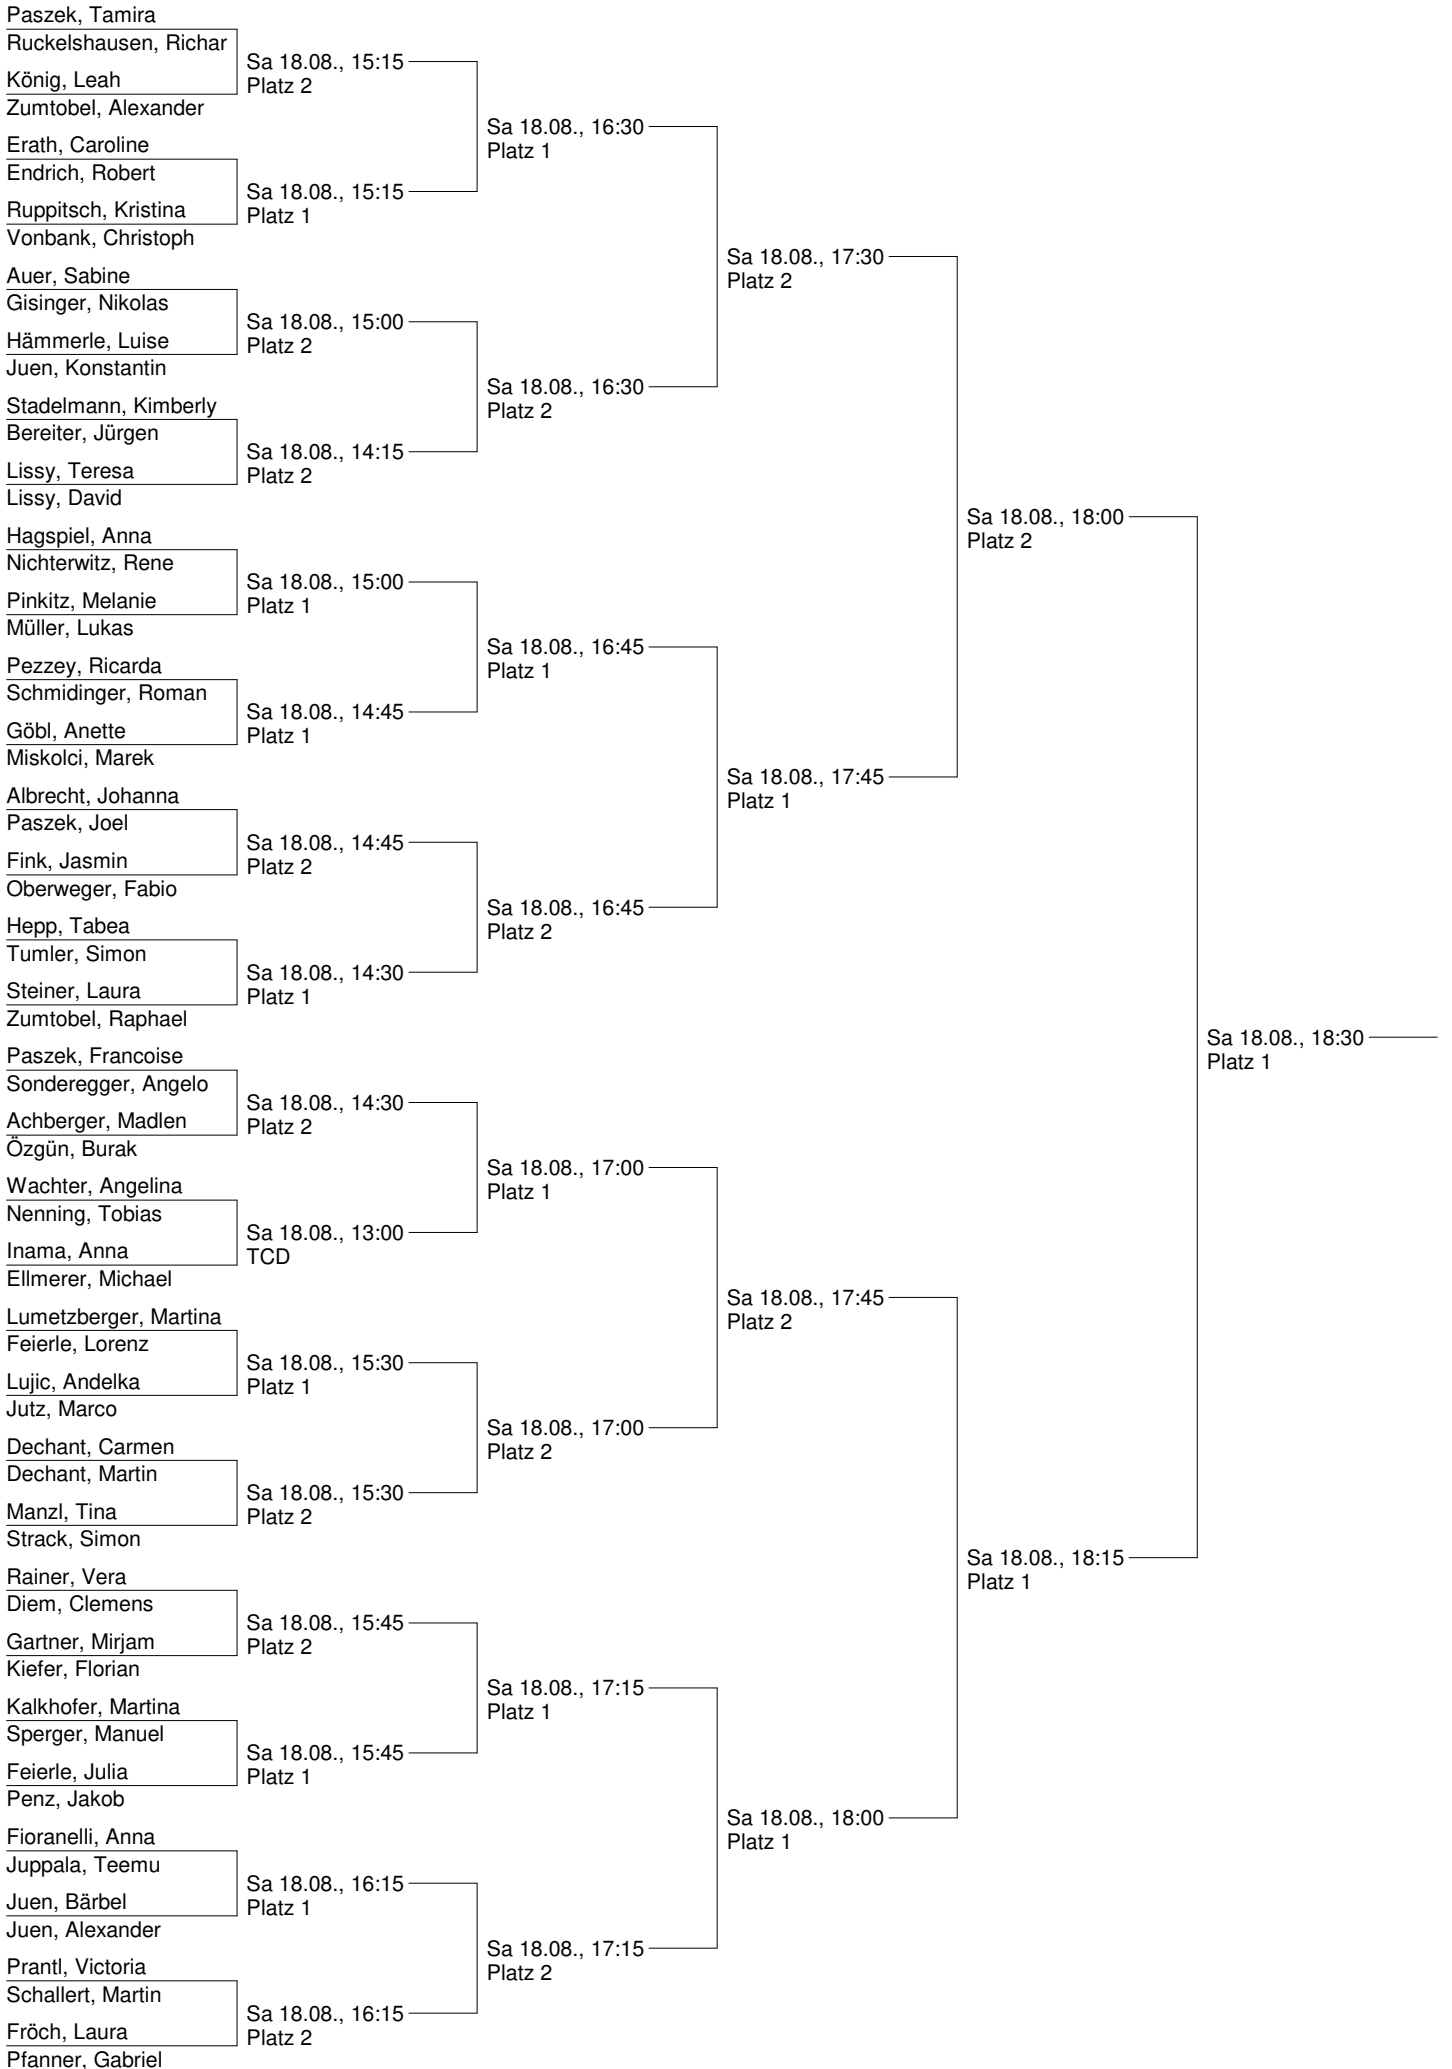 Paszek, Tamira
Ruckelshausen, Richar
Sa 18.08., 15:15
König, Leah
Platz 2
Zumtobel, Alexander
Sa 18.08., 16:30
Erath, Caroline
Platz 1
Endrich, Robert
Sa 18.08., 15:15
Ruppitsch, Kristina
Platz 1
Vonbank, Christoph
Sa 18.08., 17:30
Auer, Sabine
Platz 2
Gisinger, Nikolas
Sa 18.08., 15:00
Hämmerle, Luise
Platz 2
Juen, Konstantin
Sa 18.08., 16:30
Stadelmann, Kimberly
Platz 2
Bereiter, Jürgen
Sa 18.08., 14:15
Lissy, Teresa
Platz 2
Lissy, David
Sa 18.08., 18:00
Hagspiel, Anna
Platz 2
Nichterwitz, Rene
Sa 18.08., 15:00
Pinkitz, Melanie
Platz 1
Müller, Lukas
Sa 18.08., 16:45
Pezzey, Ricarda
Platz 1
Schmidinger, Roman
Sa 18.08., 14:45
Göbl, Anette
Platz 1
Miskolci, Marek
Sa 18.08., 17:45
Albrecht, Johanna
Platz 1
Paszek, Joel
Sa 18.08., 14:45
Fink, Jasmin
Platz 2
Oberweger, Fabio
Sa 18.08., 16:45
Hepp, Tabea
Platz 2
Tumler, Simon
Sa 18.08., 14:30
Steiner, Laura
Platz 1
Zumtobel, Raphael
Sa 18.08., 18:30
Paszek, Francoise
Platz 1
Sonderegger, Angelo
Sa 18.08., 14:30
Achberger, Madlen
Platz 2
Özgün, Burak
Sa 18.08., 17:00
Wachter, Angelina
Platz 1
Nenning, Tobias
Sa 18.08., 13:00
Inama, Anna
TCD
Ellmerer, Michael
Sa 18.08., 17:45
Lumetzberger, Martina
Platz 2
Feierle, Lorenz
Sa 18.08., 15:30
Lujic, Andelka
Platz 1
Jutz, Marco
Sa 18.08., 17:00
Dechant, Carmen
Platz 2
Dechant, Martin
Sa 18.08., 15:30
Manzl, Tina
Platz 2
Strack, Simon
Sa 18.08., 18:15
Rainer, Vera
Platz 1
Diem, Clemens
Sa 18.08., 15:45
Gartner, Mirjam
Platz 2
Kiefer, Florian
Sa 18.08., 17:15
Kalkhofer, Martina
Platz 1
Sperger, Manuel
Sa 18.08., 15:45
Feierle, Julia
Platz 1
Penz, Jakob
Sa 18.08., 18:00
Fioranelli, Anna
Platz 1
Juppala, Teemu
Sa 18.08., 16:15
Juen, Bärbel
Platz 1
Juen, Alexander
Sa 18.08., 17:15
Prantl, Victoria
Platz 2
Schallert, Martin
Sa 18.08., 16:15
Fröch, Laura
Platz 2
Pfanner, Gabriel